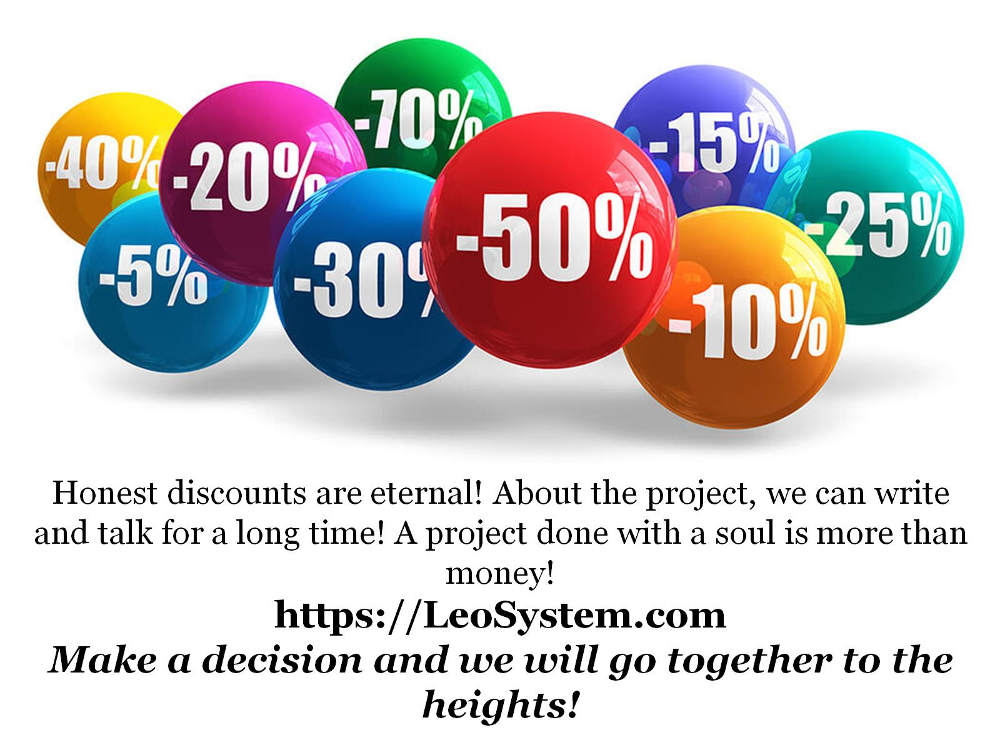 -70%
-15%
-40%
-20%
-50%
-25%
-5%
-30%
-10%
Honest discounts are eternal! About the project, we can write
and talk for a long time! A project done with a soul is more than
money!
https://LeoSystem.com
Make a decision and we will go together to the
heights!